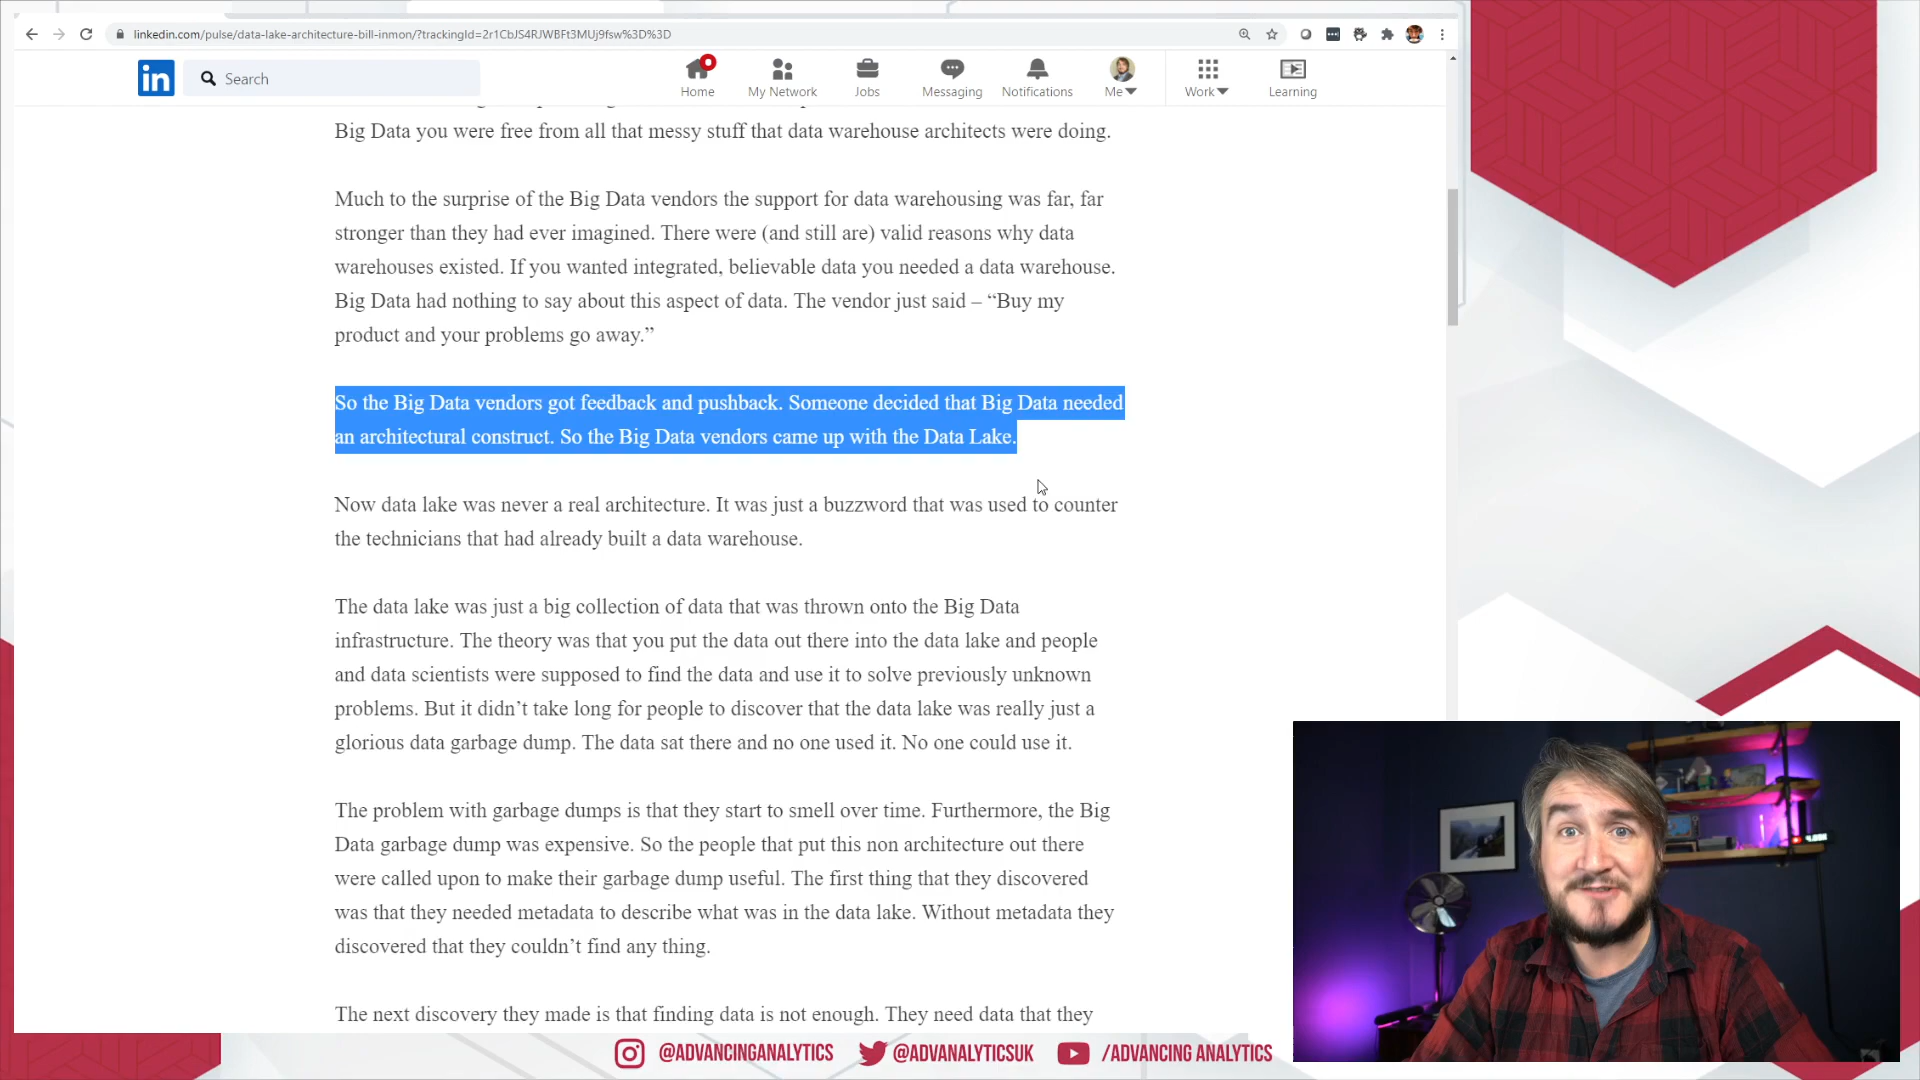 linkedin.com/pulse/data-lake-architecture-bill-inmon/?trackingId=2r1CbJS4RJWBFt3MUj9fsw%3D%3D
in
Search
Home
My Network
Jobs
Messaging
Notifications
Me
Work
Learning
Big Data you were free from all that messy stuff that data warehouse architects were doing.
Much to the surprise of the Big Data vendors the support for data warehousing was far, far
stronger than they had ever imagined. There were (and still are) valid reasons why data
warehouses existed. If you wanted integrated, believable data you needed a data warehouse.
Big Data had nothing to say about this aspect of data. The vendor just said – “Buy my
product and your problems go away.”
So the Big Data vendors got feedback and pushback. Someone decided that Big Data needed
an architectural construct. So the Big Data vendors came up with the Data Lake.
Now data lake was never a real architecture. It was just a buzzword that was used to counter
the technicians that had already built a data warehouse.
The data lake was just a big collection of data that was thrown onto the Big Data
infrastructure. The theory was that you put the data out there into the data lake and people
and data scientists were supposed to find the data and use it to solve previously unknown
problems. But it didn’t take long for people to discover that the data lake was really just a
glorious data garbage dump. The data sat there and no one used it. No one could use it.
The problem with garbage dumps is that they start to smell over time. Furthermore, the Big
Data garbage dump was expensive. So the people that put this non architecture out there
were called upon to make their garbage dump useful. The first thing that they discovered
was that they needed metadata to describe what was in the data lake. Without metadata they
discovered that they couldn’t find any thing.
The next discovery they made is that finding data is not enough. They need data that they
@ADVANCINGANALYTICS
@ADVANALYTICSUK
/ADVANCING ANALYTICS